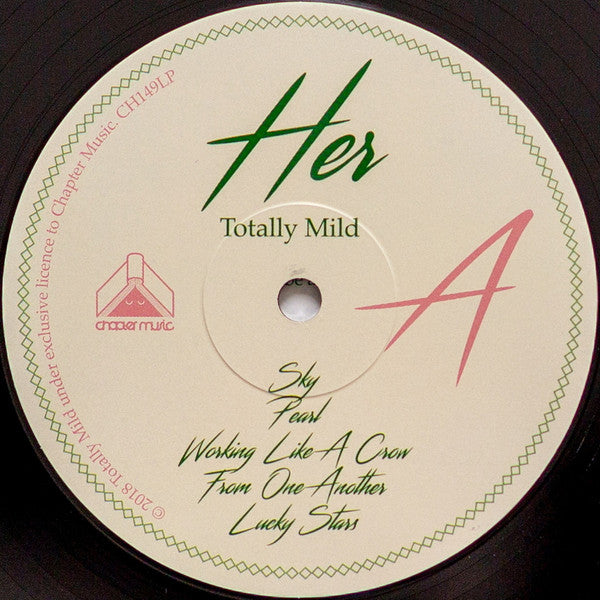 Her
Totally Mild
A
chapter music
Sky
Pearl
Working Like A Crow
From One Another
Lucky Stars
© 2018 Totally Mild under exclusive licence to Chapter Music. CH149LP